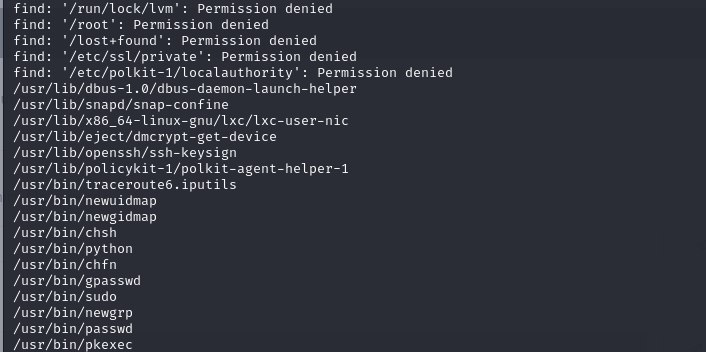 find: '/run/lock/lvm': Permission denied
find: '/root': Permission denied
find: '/lost+found': Permission denied
find: '/etc/ssl/private': Permission denied
find: '/etc/polkit-1/localauthority': Permission denied
/usr/lib/dbus-1.0/dbus-daemon-launch-helper
/usr/lib/snapd/snap-confine
/usr/lib/x86_64-linux-gnu/lxc/lxc-user-nic
/usr/lib/eject/dmcrypt-get-device
/usr/lib/openssh/ssh-keysign
/usr/lib/policykit-1/polkit-agent-helper-1
/usr/bin/traceroute6.iputils
/usr/bin/newuidmap
/usr/bin/newgidmap
/usr/bin/chsh
/usr/bin/python
/usr/bin/chfn
/usr/bin/gpasswd
/usr/bin/sudo
/usr/bin/newgrp
/usr/bin/passwd
/usr/bin/pkexec